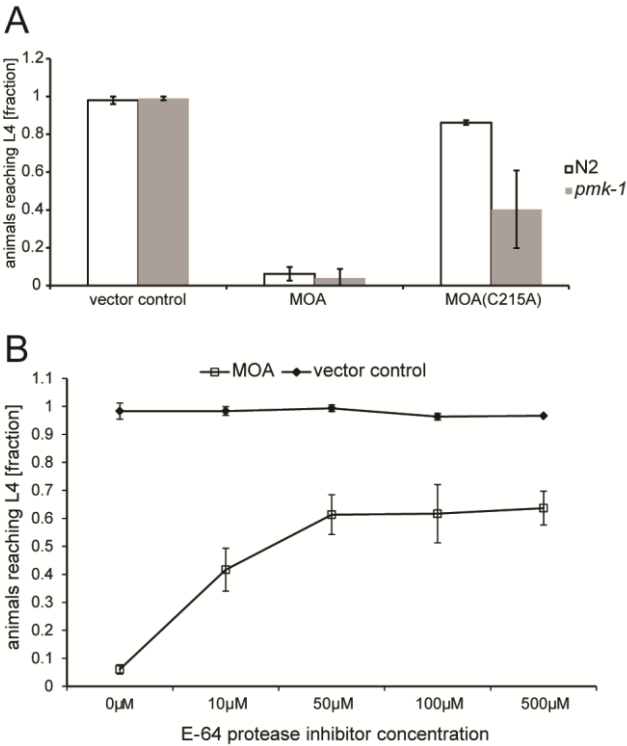 A
animals reaching L4 [fraction]
1.2
1
0.8
0.6
0.4
0.2
0
vector control MOA MOA(C215A)
N2
pmk-1
B
MOA vector control
animals reaching L4 [fraction]
1.1
1
0.9
0.8
0.7
0.6
0.5
0.4
0.3
0.2
0.1
0
0µM 10µM 50µM 100µM 500µM
E-64 protease inhibitor concentration